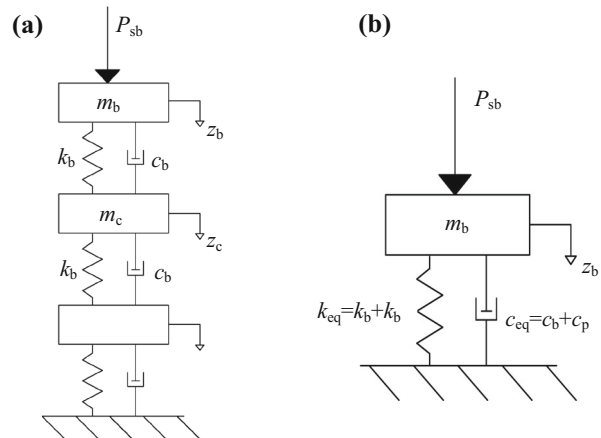 (a)
P_sb
m_b
z_b
k_b
c_b
m_c
z_c
k_b
c_b
(b)
P_sb
m_b
z_b
k_eq=k_b+k_b
c_eq=c_b+c_p